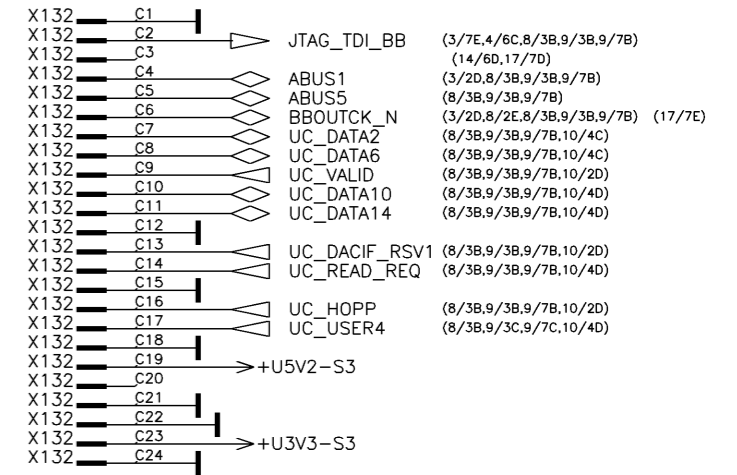 X132 C1
X132 C2 JTAG_TDI_BB (3/7E,4/6C,8/3B,9/3B,9/7B)
X132 C3 (14/6D,17/7D)
X132 C4 ABUS1 (3/2D,8/3B,9/3B,9/7B)
X132 C5 ABUS5 (8/3B,9/3B,9/7B)
X132 C6 BBOUTCK_N (3/2D,8/2E,8/3B,9/3B,9/7B) (17/7E)
X132 C7 UC_DATA2 (8/3B,9/3B,9/7B,10/4C)
X132 C8 UC_DATA6 (8/3B,9/3B,9/7B,10/4C)
X132 C9 UC_VALID (8/3B,9/3B,9/7B,10/2D)
X132 C10 UC_DATA10 (8/3B,9/3B,9/7B,10/4D)
X132 C11 UC_DATA14 (8/3B,9/3B,9/7B,10/4D)
X132 C12
X132 C13 UC_DACIF_RSV1 (8/3B,9/3B,9/7B,10/2D)
X132 C14 UC_READ_REQ (8/3B,9/3B,9/7B,10/4D)
X132 C15
X132 C16 UC_HOPP (8/3B,9/3B,9/7B,10/2D)
X132 C17 UC_USER4 (8/3B,9/3C,9/7C,10/4D)
X132 C18
X132 C19 +U5V2-S3
X132 C20
X132 C21
X132 C22
X132 C23 +U3V3-S3
X132 C24